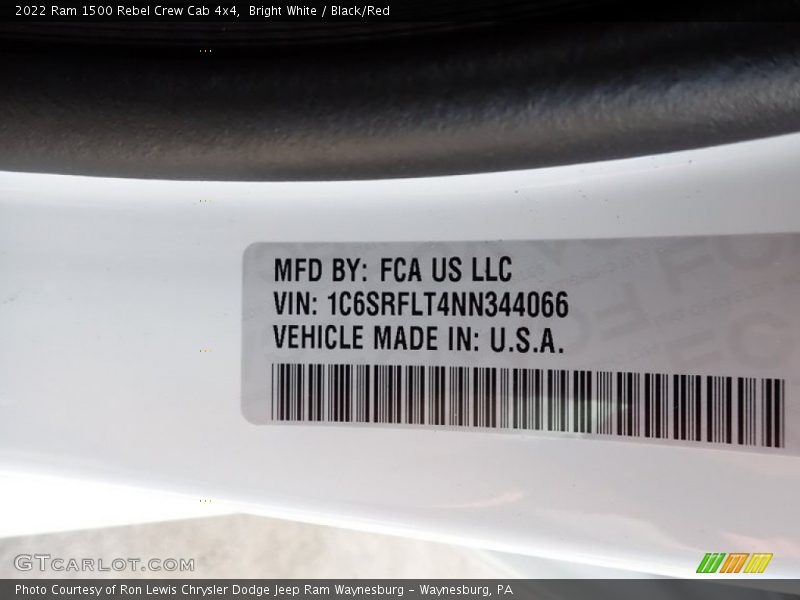 2022 Ram 1500 Rebel Crew Cab 4x4,  Bright White / Black/Red
MFD BY: FCA US LLC
VIN: 1C6SRFLT4NN344066
VEHICLE MADE IN: U.S.A.
GTCARLOT.COM
Photo Courtesy of Ron Lewis Chrysler Dodge Jeep Ram Waynesburg - Waynesburg, PA